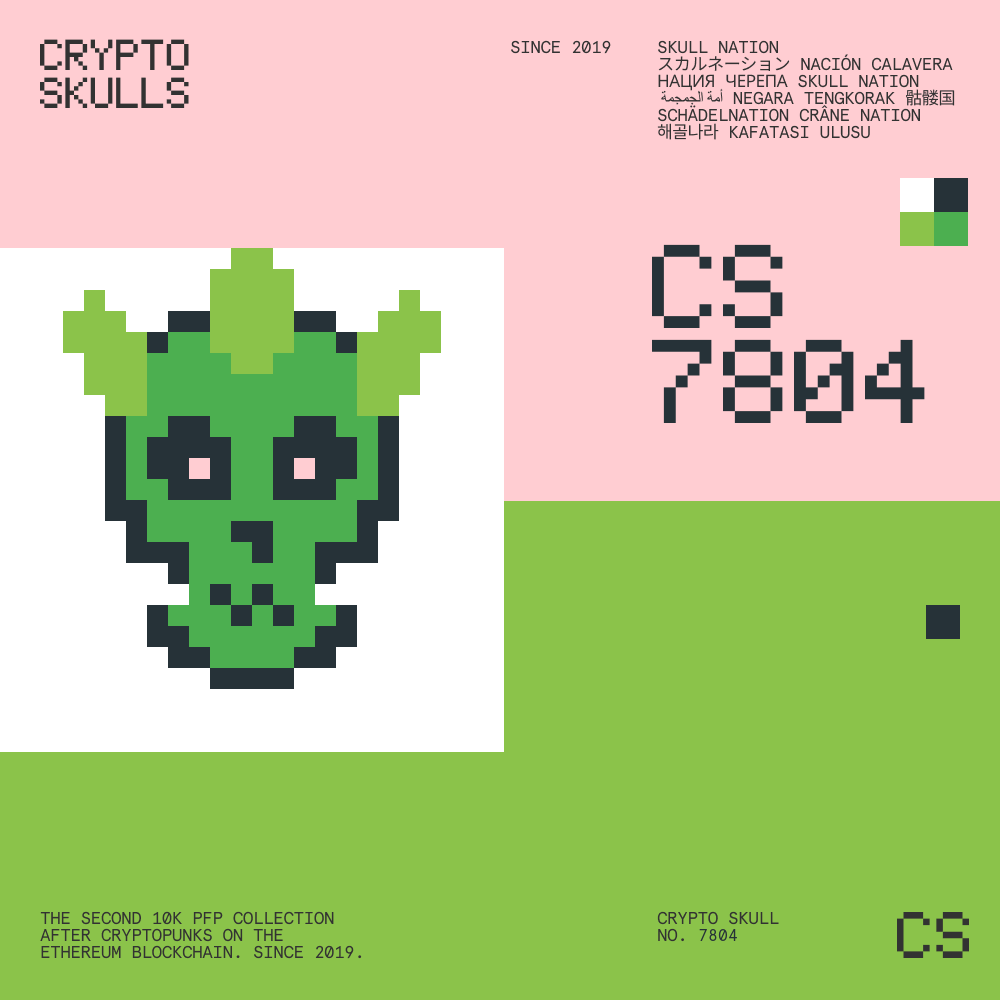 CRYPTO
SKULLS
SINCE 2019
SKULL NATION
スカルネーション NACIÓN CALAVERA
НАЦИЯ ЧЕРЕПА SKULL NATION
أمة الجمجمة NEGARA TENGKORAK 骷髅国
SCHÄDELNATION CRÂNE NATION
해골나라 KAFATASI ULUSU
CS
7804
THE SECOND 10K PFP COLLECTION
AFTER CRYPTOPUNKS ON THE
ETHEREUM BLOCKCHAIN. SINCE 2019.
CRYPTO SKULL
NO. 7804
CS